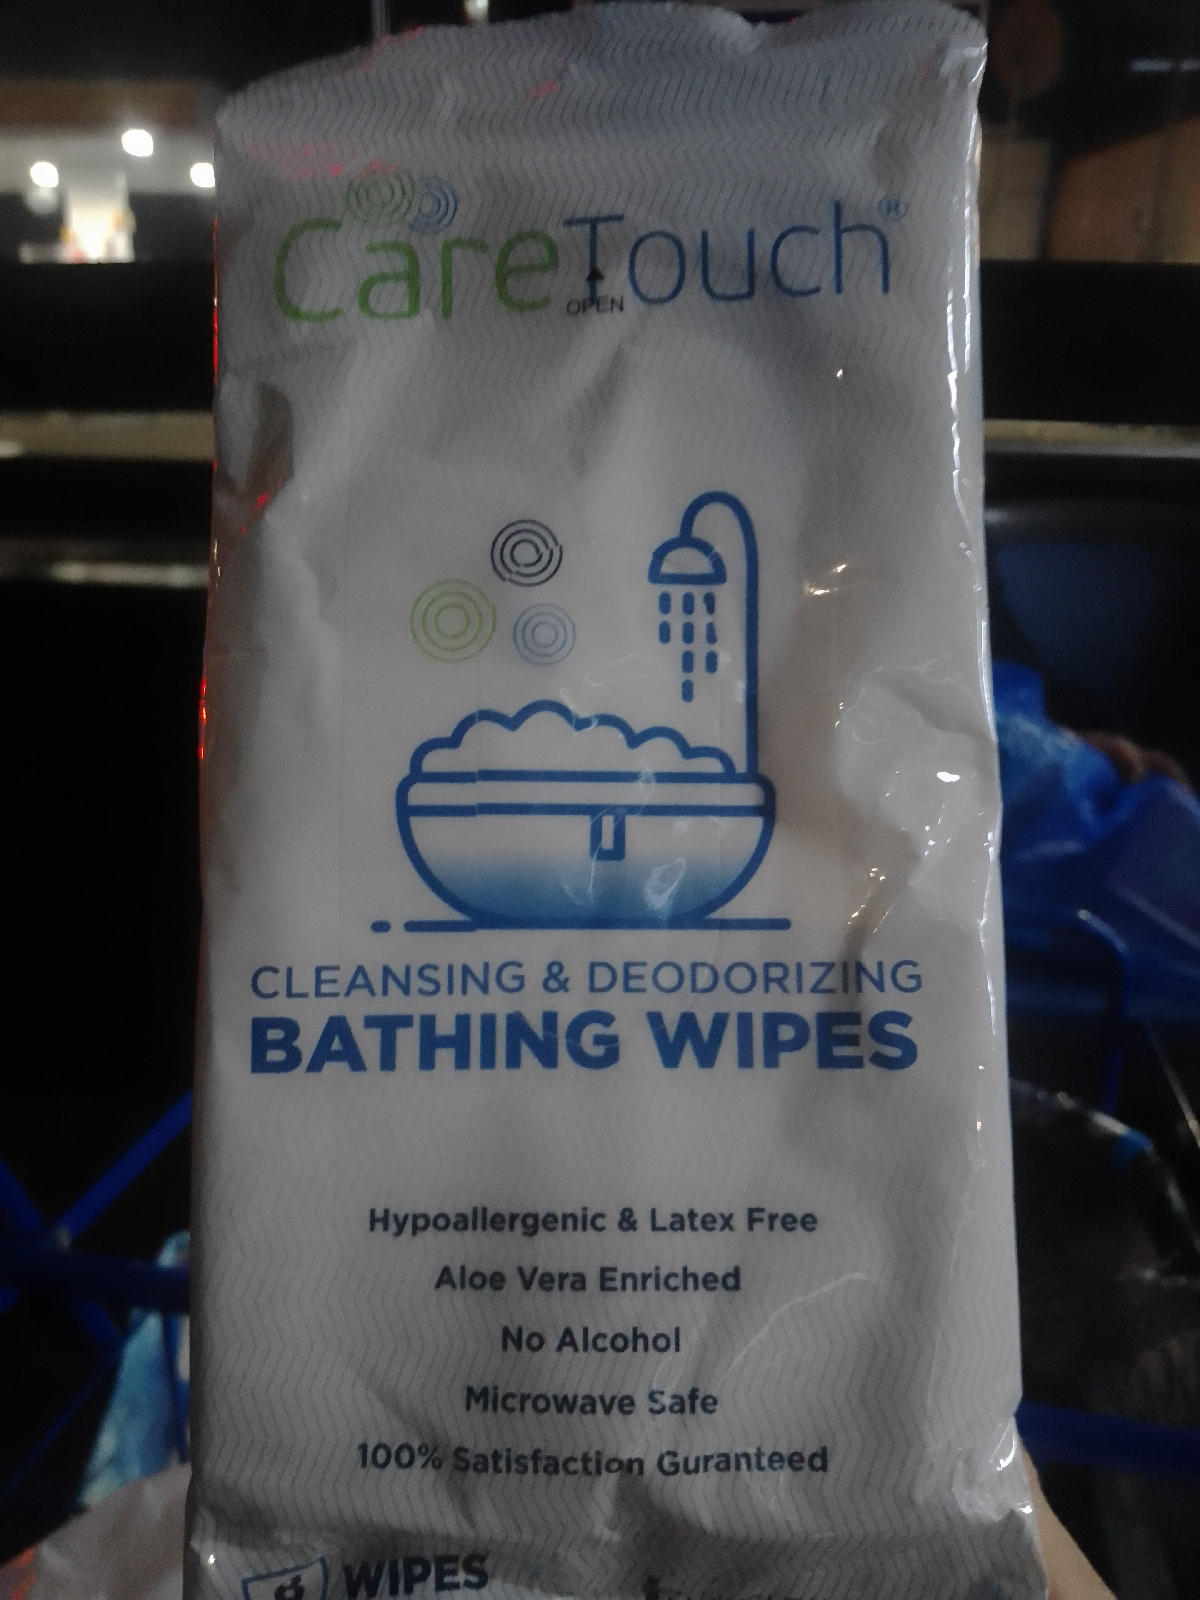 CareTouch®
OPEN
CLEANSING & DEODORIZING
BATHING WIPES
Hypoallergenic & Latex Free
Aloe Vera Enriched
No Alcohol
Microwave Safe
100% Satisfaction Guranteed
WIPES